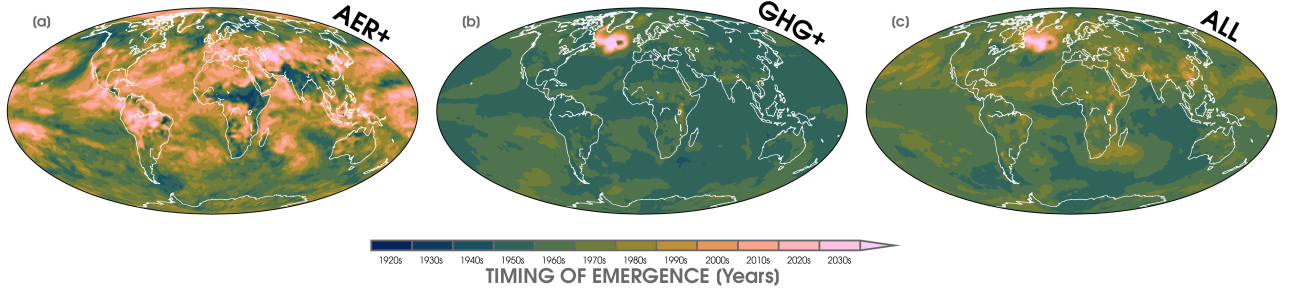 (a)
AER+
(b)
GHG+
(c)
ALL
1920s 1930s 1940s 1950s 1960s 1970s 1980s 1990s 2000s 2010s 2020s 2030s
TIMING OF EMERGENCE (Years)